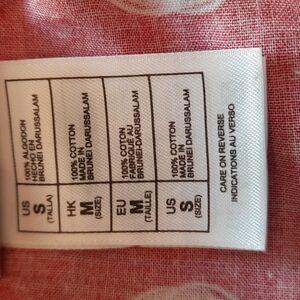 100% ALGODON
HECHO EN
BRUNEI DARUSSALAM
US
S
(TALLA)
100% COTTON
MADE IN
BRUNEI DARUSSALAM
HK
M
(SIZE)
100% COTON
FABRIQUÉ AU
BRUNEI-DARUSSALAM
EU
M
(TAILLE)
100% COTTON
MADE IN
BRUNEI DARUSSALAM
US
S
(SIZE)
CARE ON REVERSE
INDICATIONS AU VERSO